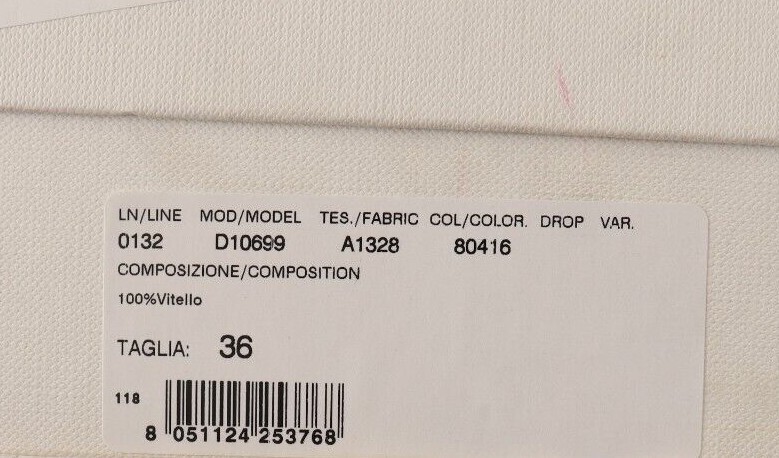 LN/LINE MOD/MODEL TES./FABRIC COL/COLOR. DROP VAR.
0132 D10699 A1328 80416
COMPOSIZIONE/COMPOSITION
100%Vitello
TAGLIA: 36
118
8 051124 253768